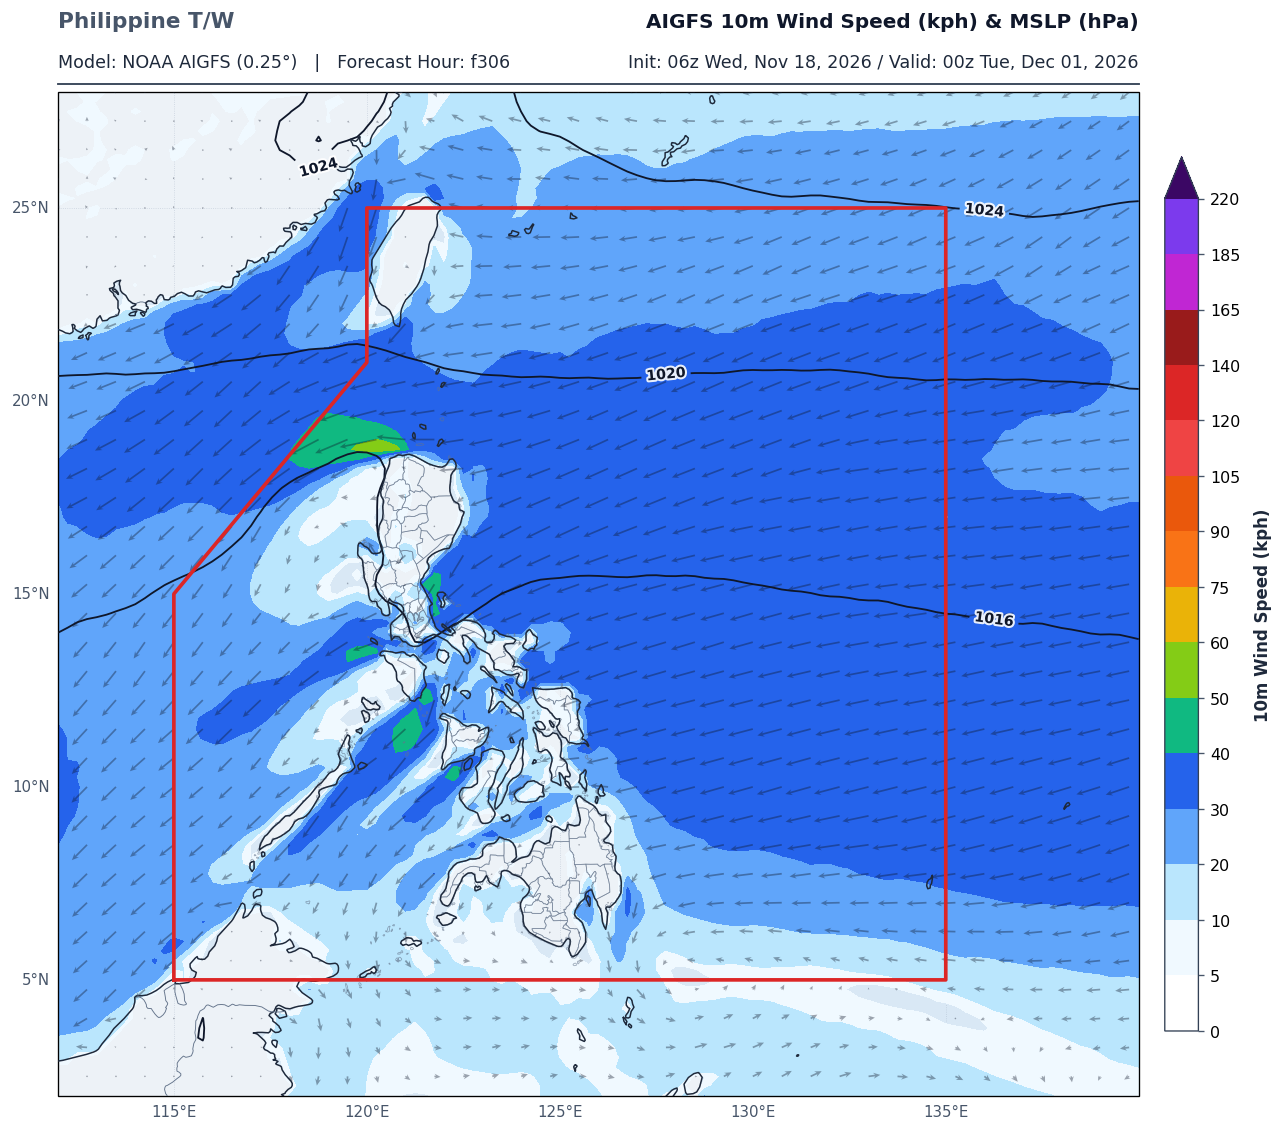 Philippine T/W
AIGFS 10m Wind Speed (kph) & MSLP (hPa)
Model: NOAA AIGFS (0.25°)   |   Forecast Hour: f306
Init: 06z Wed, Nov 18, 2026 / Valid: 00z Tue, Dec 01, 2026
1024
1024
1020
1016
25°N
20°N
15°N
10°N
5°N
115°E
120°E
125°E
130°E
135°E
220
185
165
140
120
105
90
75
60
50
40
30
20
10
5
0
10m Wind Speed (kph)